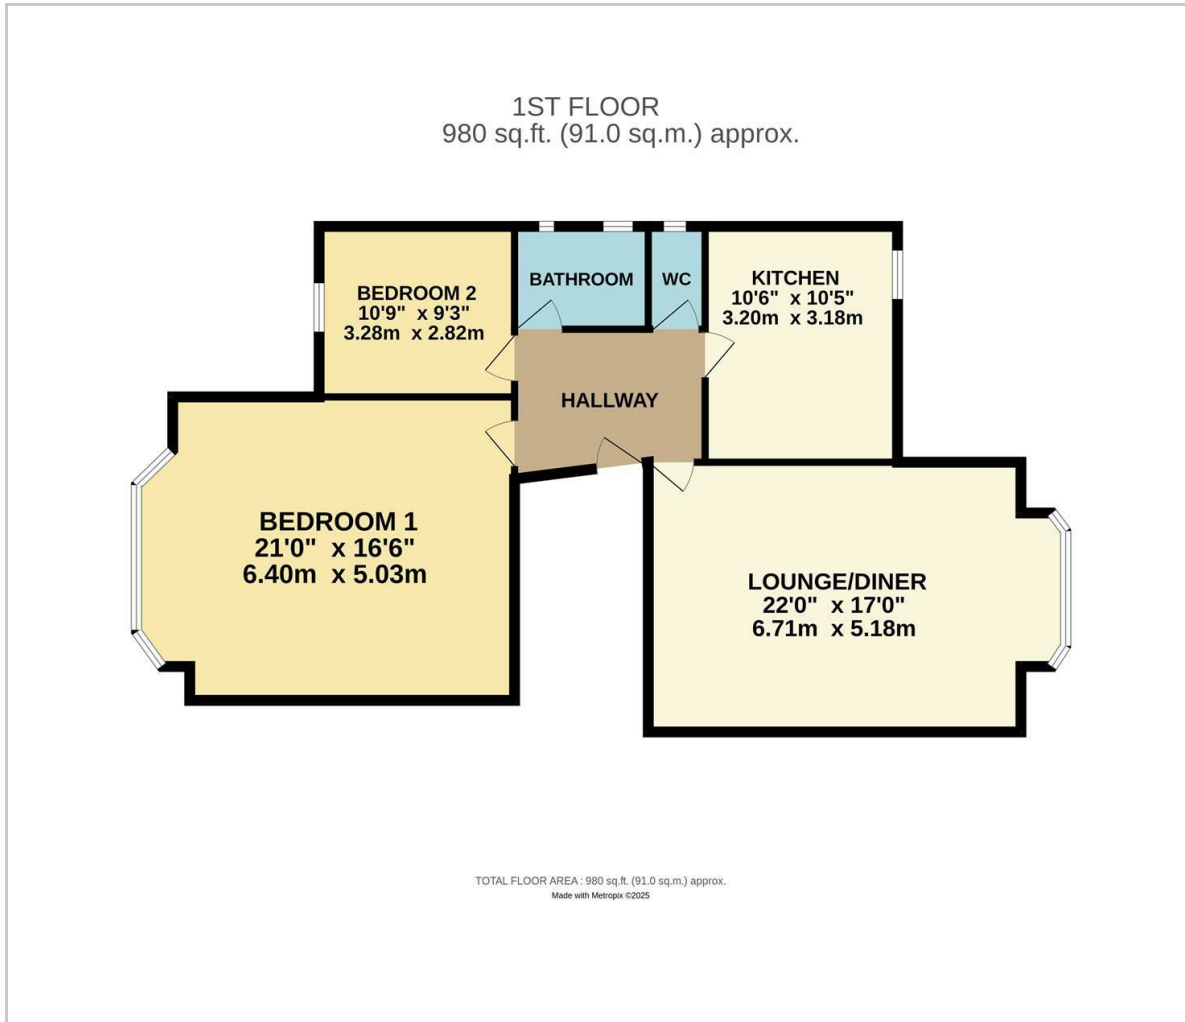 1ST FLOOR
980 sq.ft. (91.0 sq.m.) approx.
BEDROOM 2
10'9" x 9'3"
3.28m x 2.82m
BATHROOM
WC
KITCHEN
10'6" x 10'5"
3.20m x 3.18m
HALLWAY
BEDROOM 1
21'0" x 16'6"
6.40m x 5.03m
LOUNGE/DINER
22'0" x 17'0"
6.71m x 5.18m
TOTAL FLOOR AREA : 980 sq.ft. (91.0 sq.m.) approx.
Made with Metropix ©2025